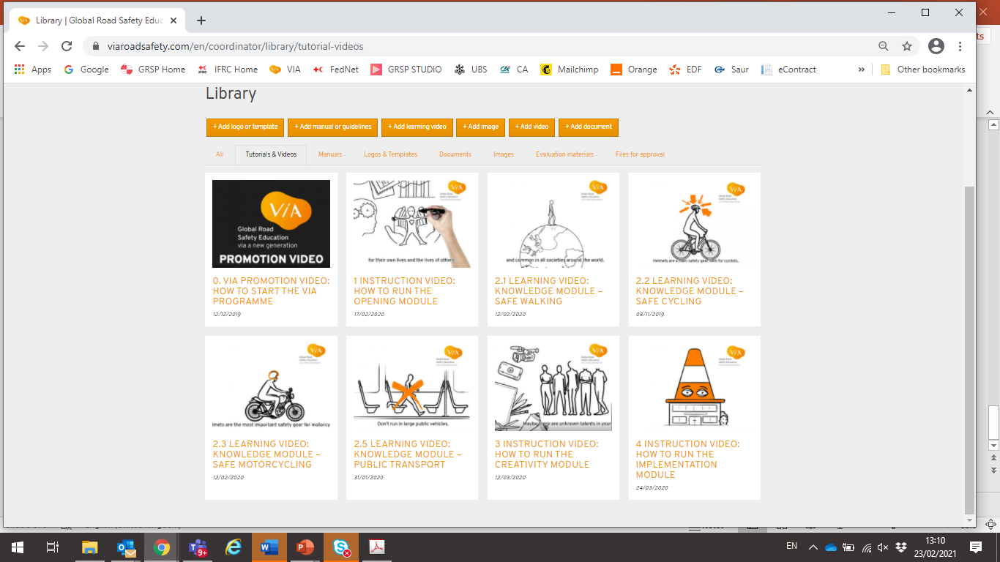 Library | Global Road Safety Educ
viaroadsafety.com/en/coordinator/library/tutorial-videos
Apps Google GRSP Home IFRC Home VIA FedNet GRSP STUDIO UBS CA Mailchimp Orange EDF Saur eContract » Other bookmarks
ts
Library
+ Add logo or template + Add manual or guidelines + Add learning video + Add image + Add video + Add document
All Tutorials & Videos Manuals Logos & Templates Documents Images Evaluation materials Files for approval
ViA
Global Road
Safety Education
via a new generation
PROMOTION VIDEO
ViA
for their own lives and the lives of others
ViA
and common in all societies around the world.
ViA
Helmets are a main safety gear item for cyclists,
0. VIA PROMOTION VIDEO:
HOW TO START THE VIA
PROGRAMME
12/12/2019
1 INSTRUCTION VIDEO:
HOW TO RUN THE
OPENING MODULE
17/02/2020
2.1 LEARNING VIDEO:
KNOWLEDGE MODULE –
SAFE WALKING
12/02/2020
2.2 LEARNING VIDEO:
KNOWLEDGE MODULE –
SAFE CYCLING
08/11/2019
ViA
lmets are the most important safety gear for motorcy
ViA
Don't run in large public vehicles.
ViA
Maybe there are unknown talents in your
ViA
2.3 LEARNING VIDEO:
KNOWLEDGE MODULE –
SAFE MOTORCYCLING
12/02/2020
2.5 LEARNING VIDEO:
KNOWLEDGE MODULE –
PUBLIC TRANSPORT
31/01/2020
3 INSTRUCTION VIDEO:
HOW TO RUN THE
CREATIVITY MODULE
12/03/2020
4 INSTRUCTION VIDEO:
HOW TO RUN THE
IMPLEMENTATION
MODULE
24/03/2020
9+
EN
13:10
23/02/2021